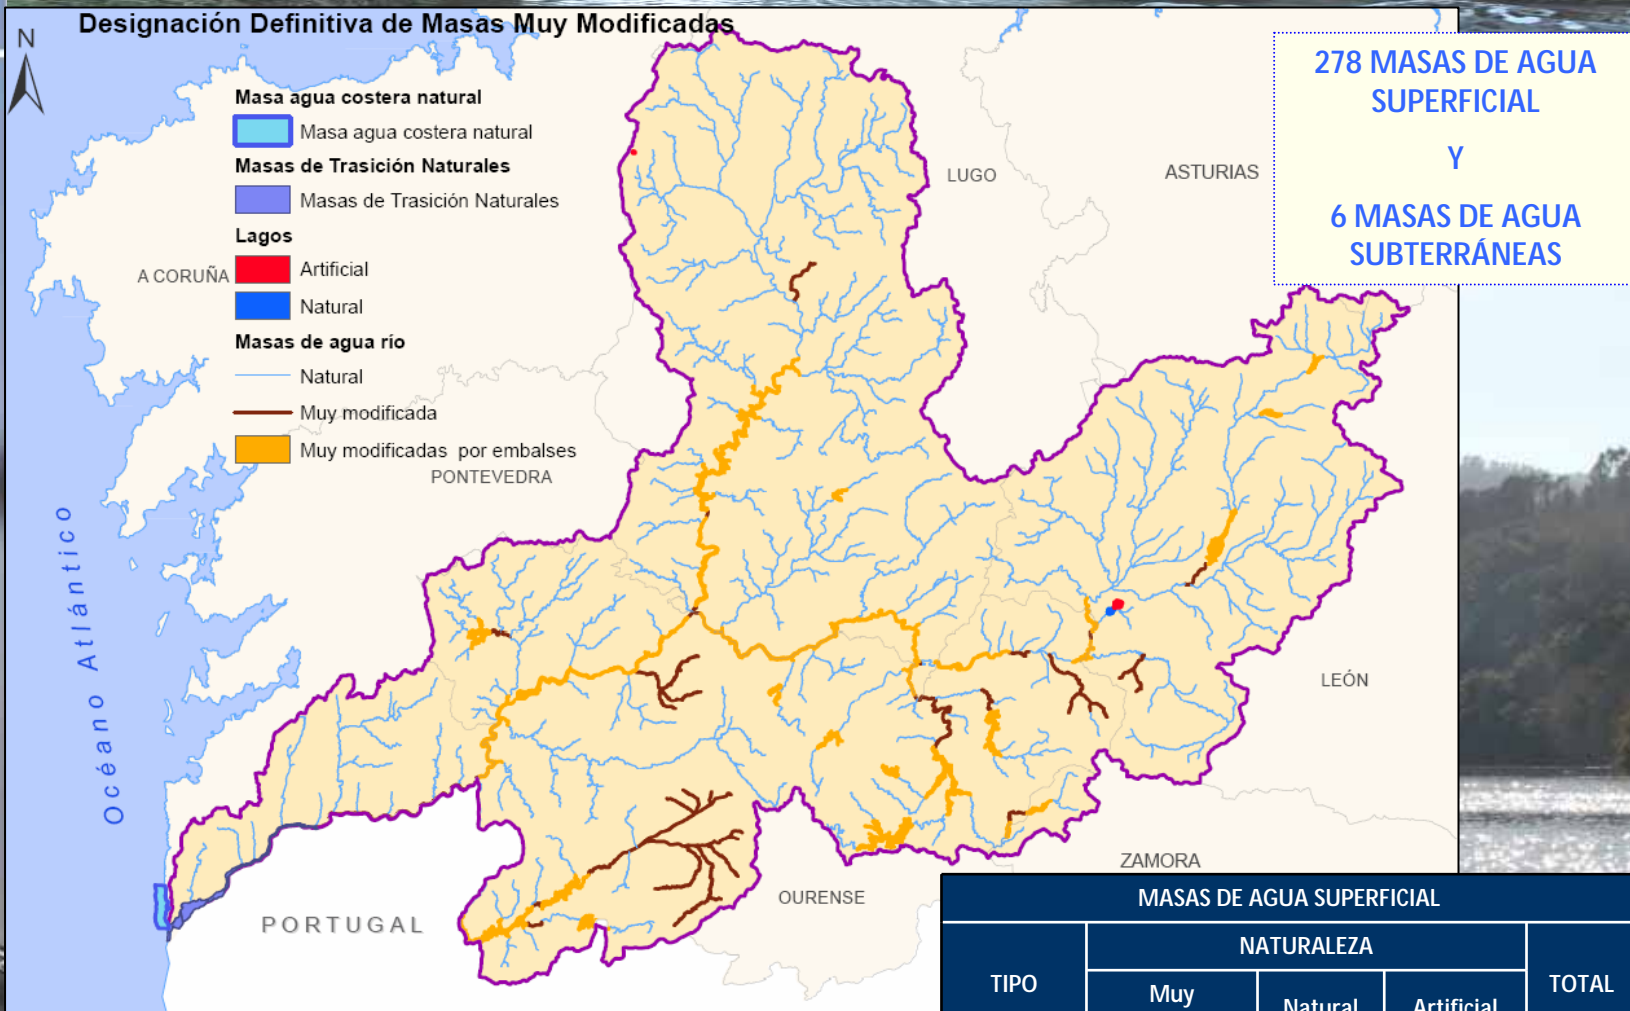 Designación Definitiva de Masas Muy Modificadas
N
278 MASAS DE AGUA
SUPERFICIAL
Y
6 MASAS DE AGUA
SUBTERRÁNEAS
Masa agua costera natural
Masa agua costera natural
Masas de Trasición Naturales
Masas de Trasición Naturales
Lagos
Artificial
Natural
Masas de agua río
Natural
Muy modificada
Muy modificadas por embalses
A CORUÑA
LUGO
ASTURIAS
PONTEVEDRA
Océano Atlántico
LEÓN
ZAMORA
OURENSE
PORTUGAL
MASAS DE AGUA SUPERFICIAL
TIPO
NATURALEZA
TOTAL
Muy
Natural
Artificial